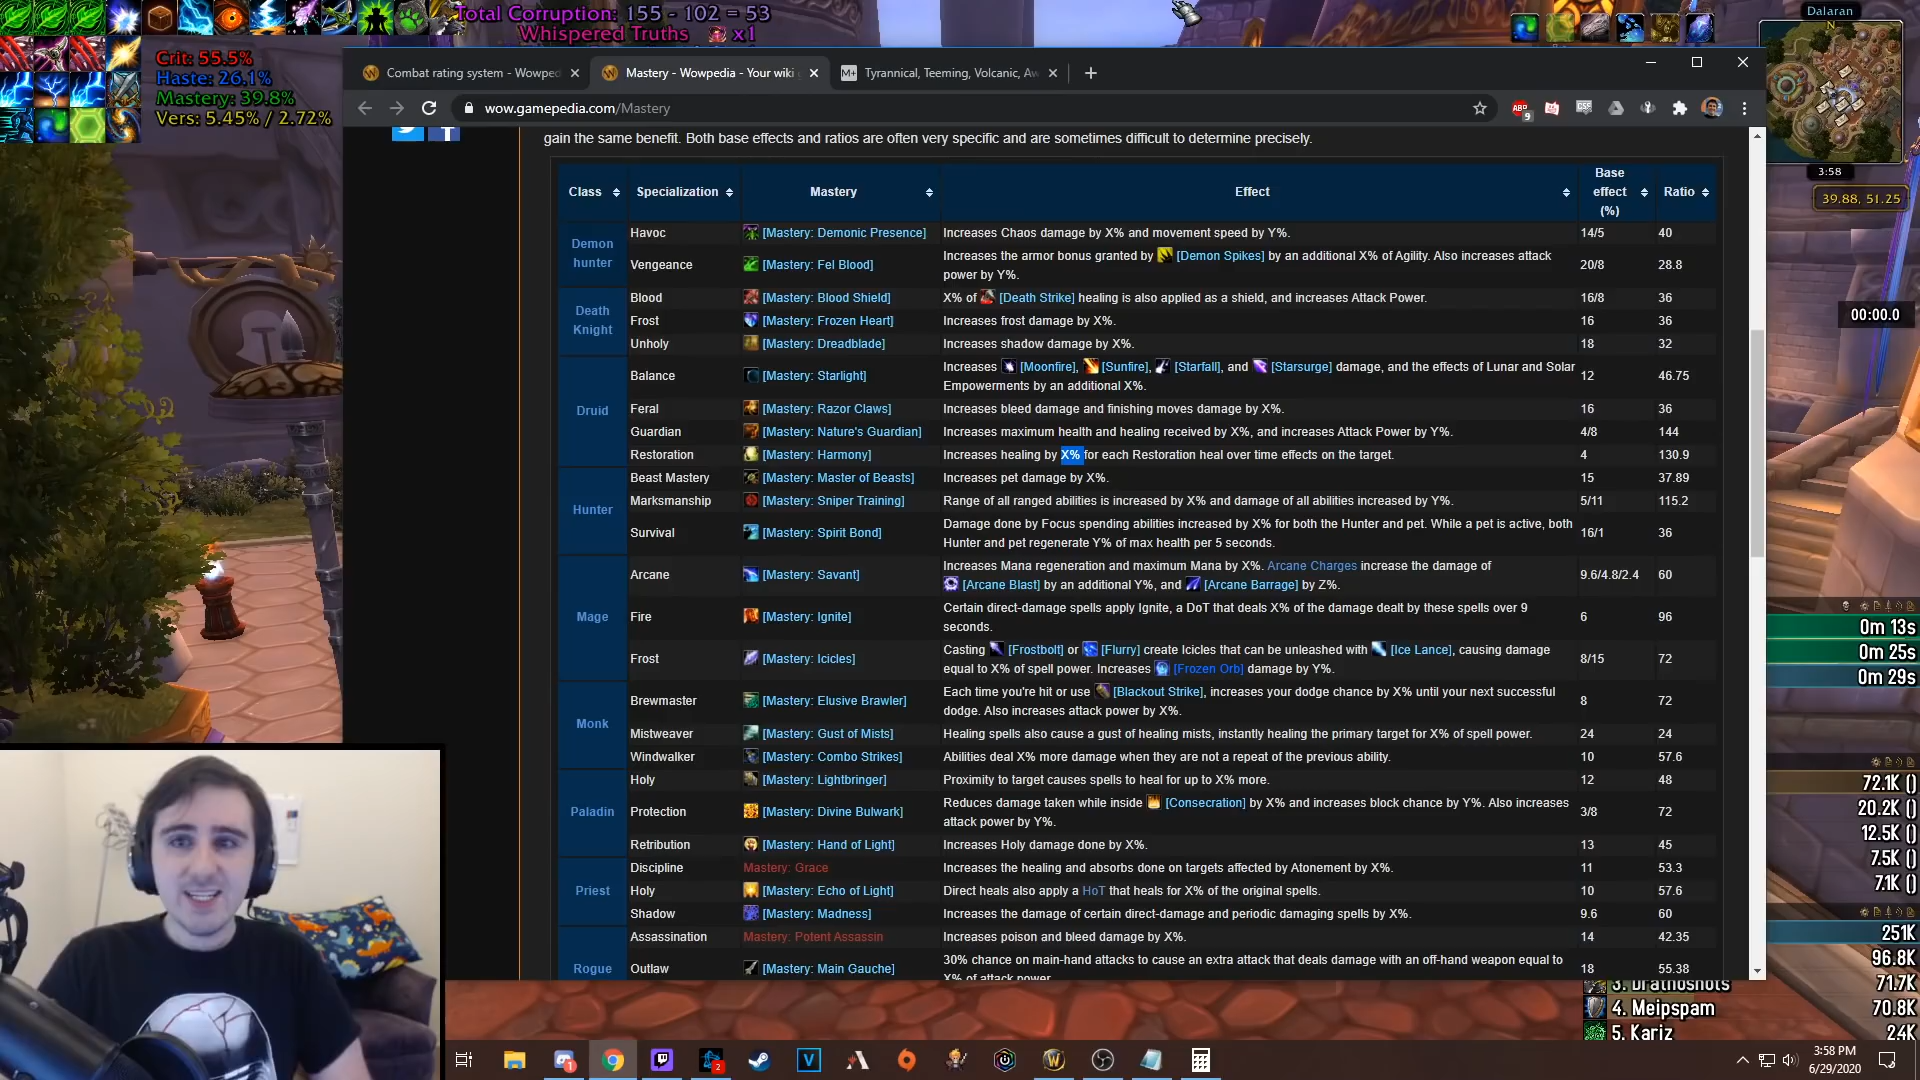 Total Corruption: 155 - 102 = 53
Whispered Truths x1
Crit: 55.5%
Haste: 26.1%
Mastery: 39.8%
Vers: 5.45% / 2.72%
Combat rating system - Wowped
Mastery - Wowpedia - Your wiki
M+ Tyrannical, Teeming, Volcanic, Aw
wow.gamepedia.com/Mastery
gain the same benefit. Both base effects and ratios are often very specific and are sometimes difficult to determine precisely.
Class Specialization Mastery Effect Base effect (%) Ratio
Demon hunter
Havoc [Mastery: Demonic Presence] Increases Chaos damage by X% and movement speed by Y%. 14/5 40
Vengeance [Mastery: Fel Blood] Increases the armor bonus granted by [Demon Spikes] by an additional X% of Agility. Also increases attack
power by Y%. 20/8 28.8
Death Knight
Blood [Mastery: Blood Shield] X% of [Death Strike] healing is also applied as a shield, and increases Attack Power. 16/8 36
Frost [Mastery: Frozen Heart] Increases frost damage by X%. 16 36
Unholy [Mastery: Dreadblade] Increases shadow damage by X%. 18 32
Druid
Balance [Mastery: Starlight] Increases [Moonfire], [Sunfire], [Starfall], and [Starsurge] damage, and the effects of Lunar and Solar
Empowerments by an additional X%. 12 46.75
Feral [Mastery: Razor Claws] Increases bleed damage and finishing moves damage by X%. 16 36
Guardian [Mastery: Nature's Guardian] Increases maximum health and healing received by X%, and increases Attack Power by Y%. 4/8 144
Restoration [Mastery: Harmony] Increases healing by X% for each Restoration heal over time effects on the target. 4 130.9
Hunter
Beast Mastery [Mastery: Master of Beasts] Increases pet damage by X%. 15 37.89
Marksmanship [Mastery: Sniper Training] Range of all ranged abilities is increased by X% and damage of all abilities increased by Y%. 5/11 115.2
Survival [Mastery: Spirit Bond] Damage done by Focus spending abilities increased by X% for both the Hunter and pet. While a pet is active, both
Hunter and pet regenerate Y% of max health per 5 seconds. 16/1 36
Mage
Arcane [Mastery: Savant] Increases Mana regeneration and maximum Mana by X%. Arcane Charges increase the damage of
[Arcane Blast] by an additional Y%, and [Arcane Barrage] by Z%. 9.6/4.8/2.4 60
Fire [Mastery: Ignite] Certain direct-damage spells apply Ignite, a DoT that deals X% of the damage dealt by these spells over 9
seconds. 6 96
Frost [Mastery: Icicles] Casting [Frostbolt] or [Flurry] create Icicles that can be unleashed with [Ice Lance], causing damage
equal to X% of spell power. Increases [Frozen Orb] damage by Y%. 8/15 72
Monk
Brewmaster [Mastery: Elusive Brawler] Each time you're hit or use [Blackout Strike], increases your dodge chance by X% until your next successful
dodge. Also increases attack power by X%. 8 72
Mistweaver [Mastery: Gust of Mists] Healing spells also cause a gust of healing mists, instantly healing the primary target for X% of spell power. 24 24
Windwalker [Mastery: Combo Strikes] Abilities deal X% more damage when they are not a repeat of the previous ability. 10 57.6
Paladin
Holy [Mastery: Lightbringer] Proximity to target causes spells to heal for up to X% more. 12 48
Protection [Mastery: Divine Bulwark] Reduces damage taken while inside [Consecration] by X% and increases block chance by Y%. Also increases
attack power by Y%. 3/8 72
Retribution [Mastery: Hand of Light] Increases Holy damage done by X%. 13 45
Priest
Discipline Mastery: Grace Increases the healing and absorbs done on targets affected by Atonement by X%. 11 53.3
Holy [Mastery: Echo of Light] Direct heals also apply a HoT that heals for X% of the original spells. 10 57.6
Shadow [Mastery: Madness] Increases the damage of certain direct-damage and periodic damaging spells by X%. 9.6 60
Rogue
Assassination Mastery: Potent Assassin Increases poison and bleed damage by X%. 14 42.35
Outlaw [Mastery: Main Gauche] 30% chance on main-hand attacks to cause an extra attack that deals damage with an off-hand weapon equal to
X% of attack power. 18 55.38
Dalaran
N
3:58
39.88, 51.25
00:00.0
0m 13s
0m 25s
0m 29s
72.1K ()
20.2K ()
12.5K ()
7.5K ()
7.1K ()
251K
96.8K
3. Drathoshots 71.7K
4. Meipspam 70.8K
5. Kariz 24K
ABP
9
1
2
3:58 PM
6/29/2020